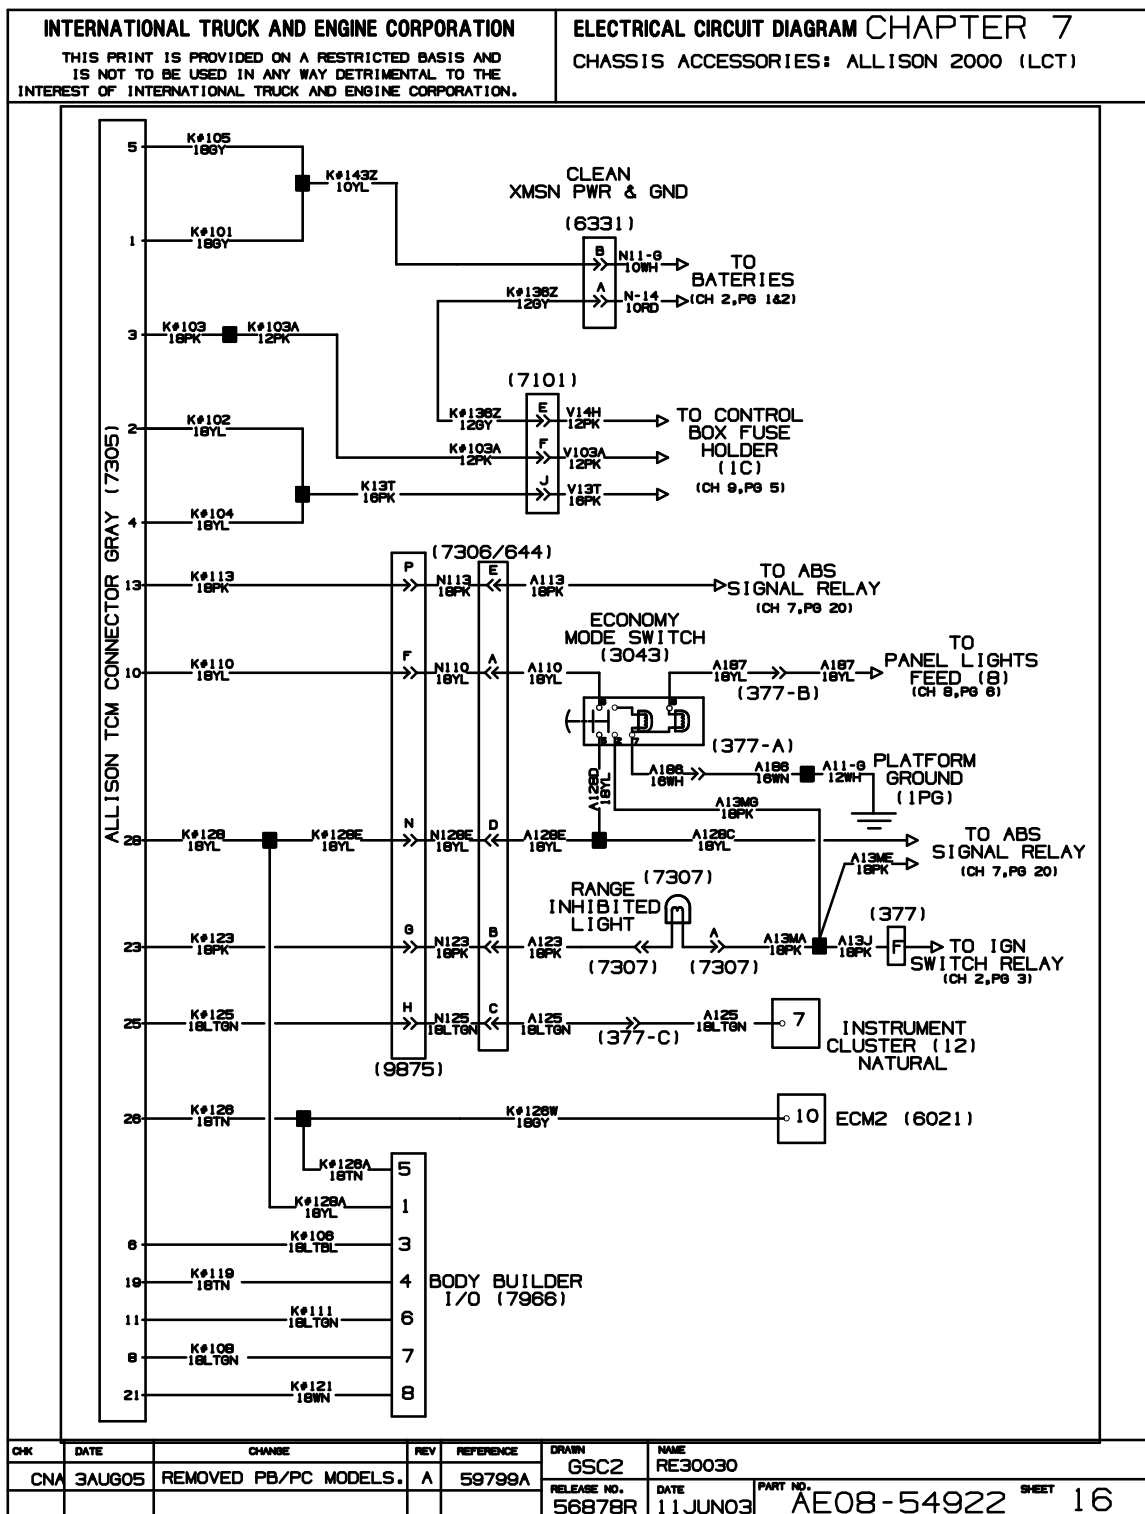 INTERNATIONAL TRUCK AND ENGINE CORPORATION
THIS PRINT IS PROVIDED ON A RESTRICTED BASIS AND
IS NOT TO BE USED IN ANY WAY DETRIMENTAL TO THE
INTEREST OF INTERNATIONAL TRUCK AND ENGINE CORPORATION.
ELECTRICAL CIRCUIT DIAGRAM CHAPTER 7
CHASSIS ACCESSORIES: ALLISON 2000 (LCT)
ALLISON TCM CONNECTOR GRAY (7305)
5
K#105
18GY
K#143Z
10YL
1
K#101
18GY
CLEAN
XMSN PWR & GND
(6331)
B
N11-G
10WH
A
N-14
10RD
TO
BATERIES
(CH 2,PG 1&2)
K#136Z
12GY
3
K#103
18PK
K#103A
12PK
(7101)
K#136Z
12GY
E
V14H
12PK
K#103A
12PK
F
V103A
12PK
K13T
16PK
J
V13T
16PK
TO CONTROL
BOX FUSE
HOLDER
(1C)
(CH 9,PG 5)
2
K#102
18YL
4
K#104
18YL
(7306/644)
13
K#113
18PK
P
N113
18PK
E
A113
18PK
TO ABS
SIGNAL RELAY
(CH 7,PG 20)
ECONOMY
MODE SWITCH
(3043)
10
K#110
18YL
F
N110
18YL
A
A110
18YL
A187
18YL
(377-B)
A187
18YL
TO
PANEL LIGHTS
FEED (8)
(CH 8,PG 6)
5
2
7
(377-A)
A186
16WH
A186
16WN
A11-G
12WH
PLATFORM
GROUND
(1PG)
A128D
18YL
A13MG
18PK
28
K#128
18YL
K#128E
18YL
N
N128E
18YL
D
A128E
18YL
A128C
18YL
A13ME
18PK
TO ABS
SIGNAL RELAY
(CH 7,PG 20)
RANGE
INHIBITED
LIGHT
(7307)
23
K#123
18PK
G
N123
18PK
B
A123
18PK
(7307)
A
(7307)
A13MA
18PK
A13J
18PK
(377)
F
TO IGN
SWITCH RELAY
(CH 2,PG 3)
25
K#125
18LTGN
H
N125
18LTGN
C
A125
18LTGN
(377-C)
A125
18LTGN
7
INSTRUMENT
CLUSTER (12)
NATURAL
(9875)
26
K#126
18TN
K#126W
18GY
10
ECM2 (6021)
K#126A
18TN
5
K#128A
18YL
1
6
K#106
18LTBL
3
19
K#119
18TN
4
BODY BUILDER
I/O (7966)
11
K#111
18LTGN
6
8
K#108
18LTGN
7
21
K#121
18WN
8
CHK DATE CHANGE REV REFERENCE DRAWN NAME
CNA 3AUG05 REMOVED PB/PC MODELS. A 59799A GSC2 RE30030
RELEASE NO. DATE PART NO. SHEET
56878R 11JUN03 AE08-54922 16